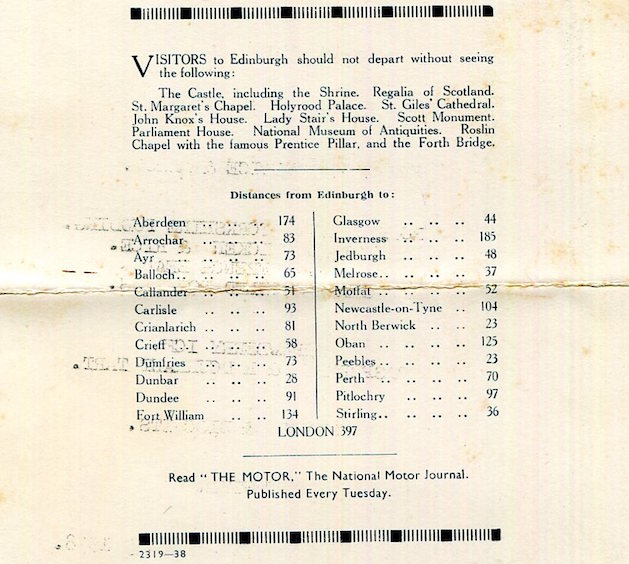 VISITORS to Edinburgh should not depart without seeing
the following:
The Castle, including the Shrine. Regalia of Scotland.
St. Margaret's Chapel. Holyrood Palace. St. Giles' Cathedral.
John Knox's House. Lady Stair's House. Scott Monument.
Parliament House. National Museum of Antiquities. Roslin
Chapel with the famous Prentice Pillar, and the Forth Bridge.
Distances from Edinburgh to:
Aberdeen .. .. 174
Arrochar .. .. .. 83
Ayr .. .. .. 73
Balloch .. .. .. 65
Callander .. .. .. 51
Carlisle .. .. .. 93
Crianlarich .. .. .. 81
Crieff .. .. .. 58
Dumfries .. .. .. 73
Dunbar .. .. .. 28
Dundee .. .. .. 91
Fort William .. .. 134
Glasgow .. .. .. 44
Inverness .. .. .. 185
Jedburgh .. .. .. 48
Melrose .. .. .. .. 37
Moffat .. .. .. .. 52
Newcastle-on-Tyne .. 104
North Berwick .. .. 23
Oban .. .. .. .. 125
Peebles .. .. .. .. 23
Perth .. .. .. .. 70
Pitlochry .. .. .. 97
Stirling .. .. .. .. 36
LONDON 397
Read "THE MOTOR," The National Motor Journal.
Published Every Tuesday.
2319—38